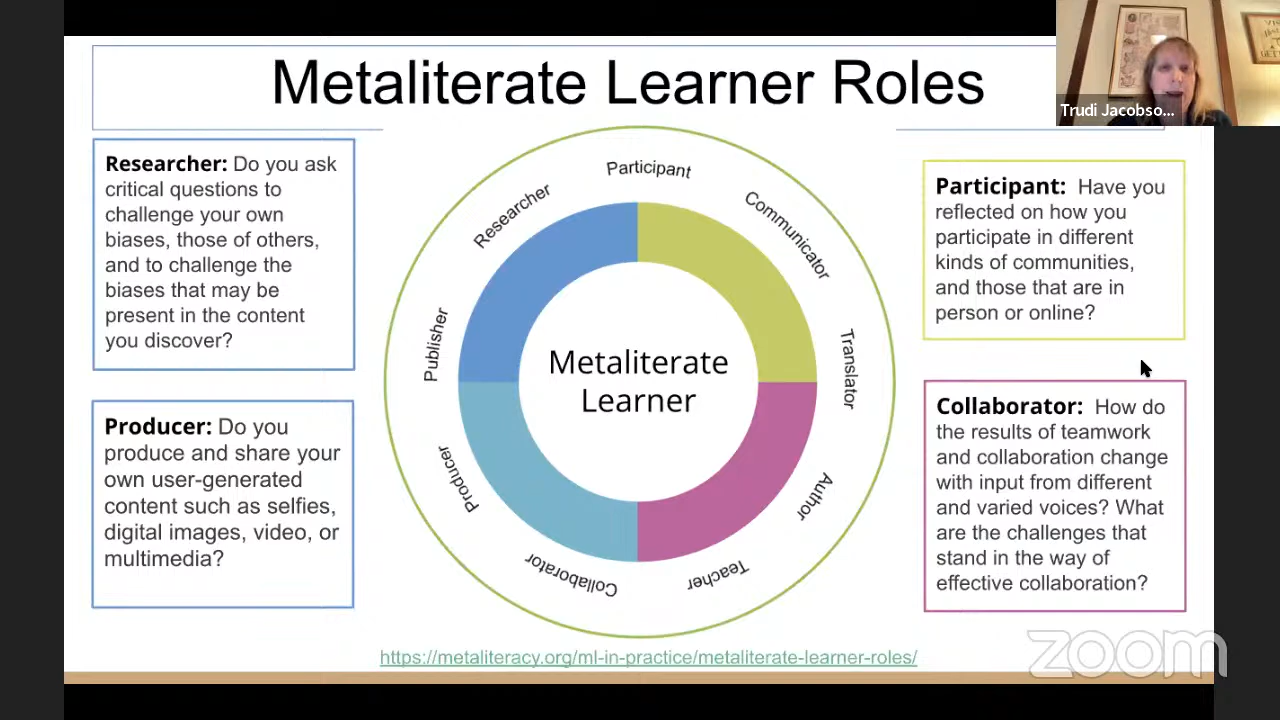 Metaliterate Learner Roles
Trudi Jacobso...
Researcher: Do you ask
critical questions to
challenge your own
biases, those of others,
and to challenge the
biases that may be
present in the content
you discover?
Producer: Do you
produce and share your
own user-generated
content such as selfies,
digital images, video, or
multimedia?
Participant
Communicator
Translator
Author
Teacher
Collaborator
Producer
Publisher
Researcher
Metaliterate
Learner
Participant: Have you
reflected on how you
participate in different
kinds of communities,
and those that are in
person or online?
Collaborator: How do
the results of teamwork
and collaboration change
with input from different
and varied voices? What
are the challenges that
stand in the way of
effective collaboration?
https://metaliteracy.org/ml-in-practice/metaliterate-learner-roles/
zoom